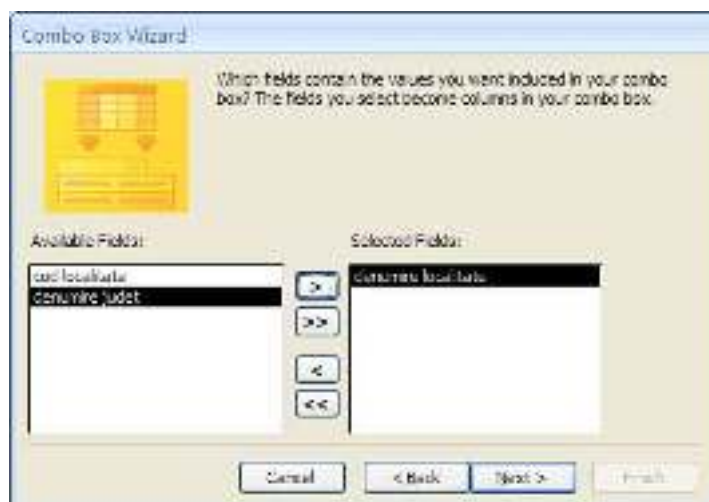 Combo Box Wizard
Which fields contain the values you want included in your combo
box? The fields you select become columns in your combo box.
Available Fields:
Selected Fields:
cod localitate
denumire judet
denumire localitate
>
>>
<
<<
Cancel
< Back
Next >
Finish